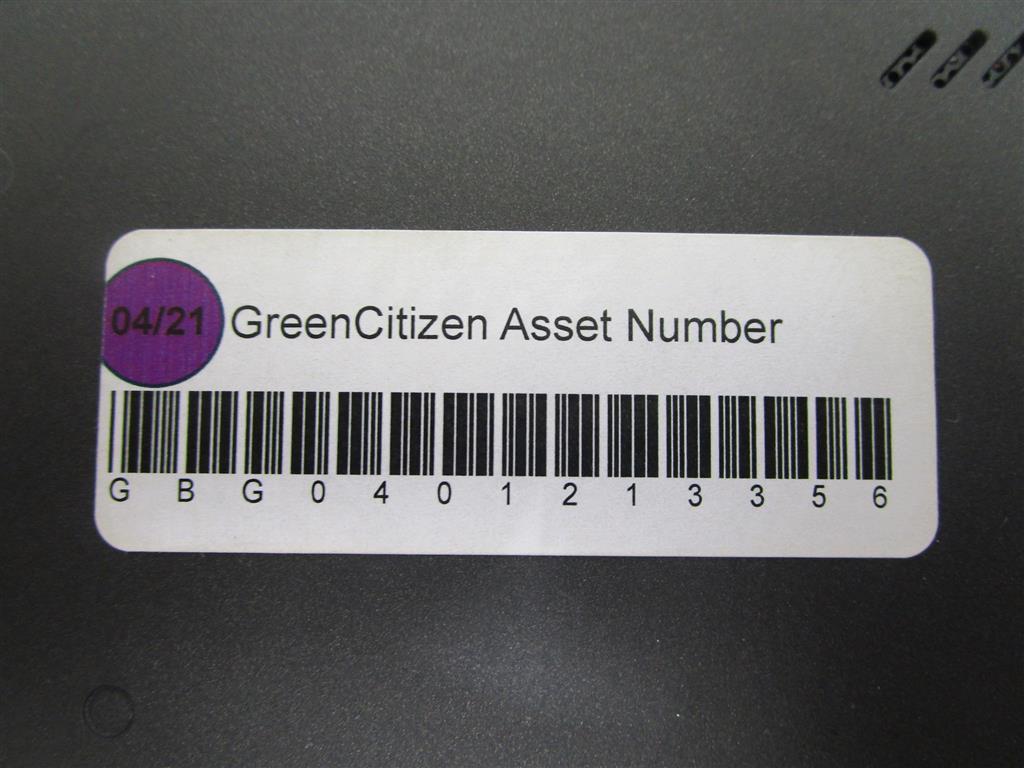 04/21 GreenCitizen Asset Number
G B G 0 4 0 1 2 1 3 3 5 6